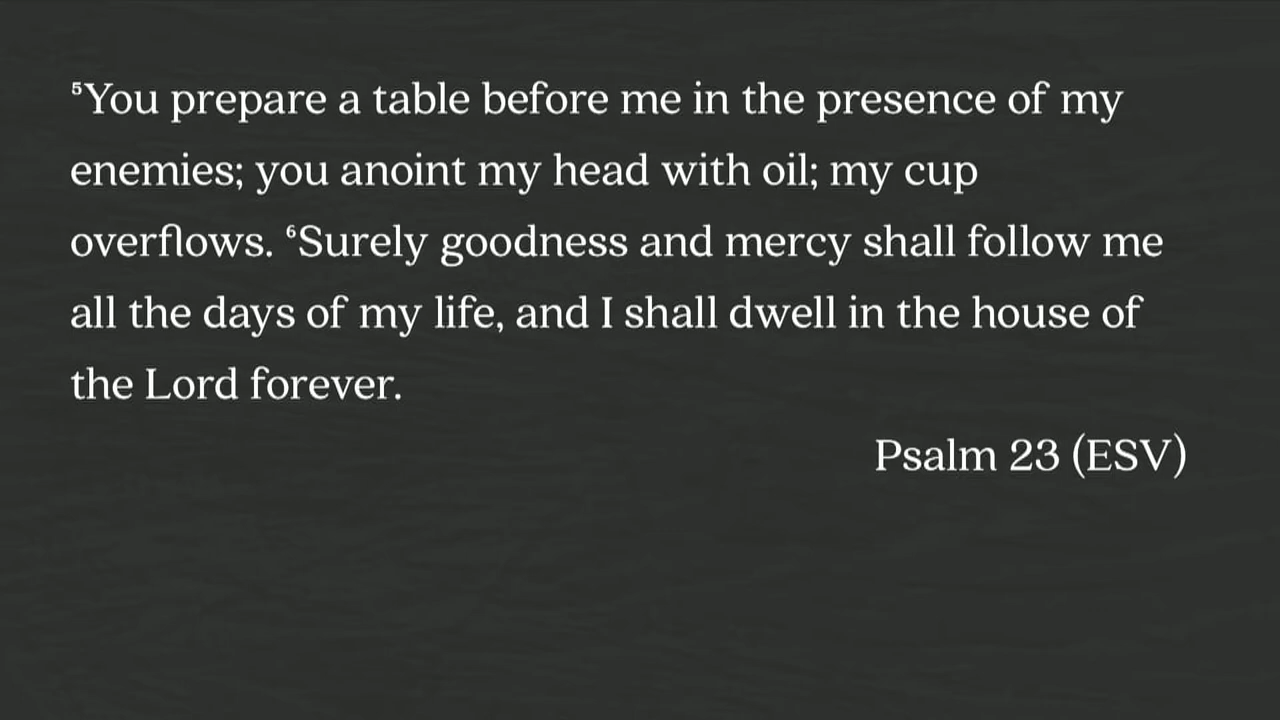 ⁵You prepare a table before me in the presence of my
enemies; you anoint my head with oil; my cup
overflows. ⁶Surely goodness and mercy shall follow me
all the days of my life, and I shall dwell in the house of
the Lord forever.
Psalm 23 (ESV)